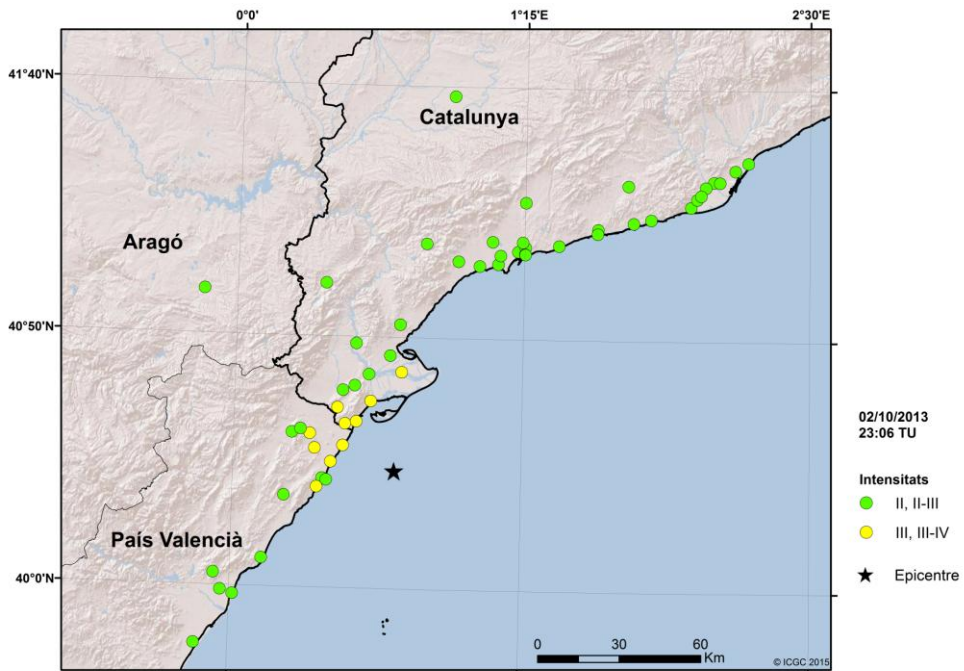 0°0' 1°15'E 2°30'E
41°40'
Catalunya
Aragó
40°50'N
02/10/2013
23:06 TU
Intensitats
II, II-III
III, III-IV
País Valencià
Epicentre
40°0'N
0 30 60
Km
© ICGC 2015